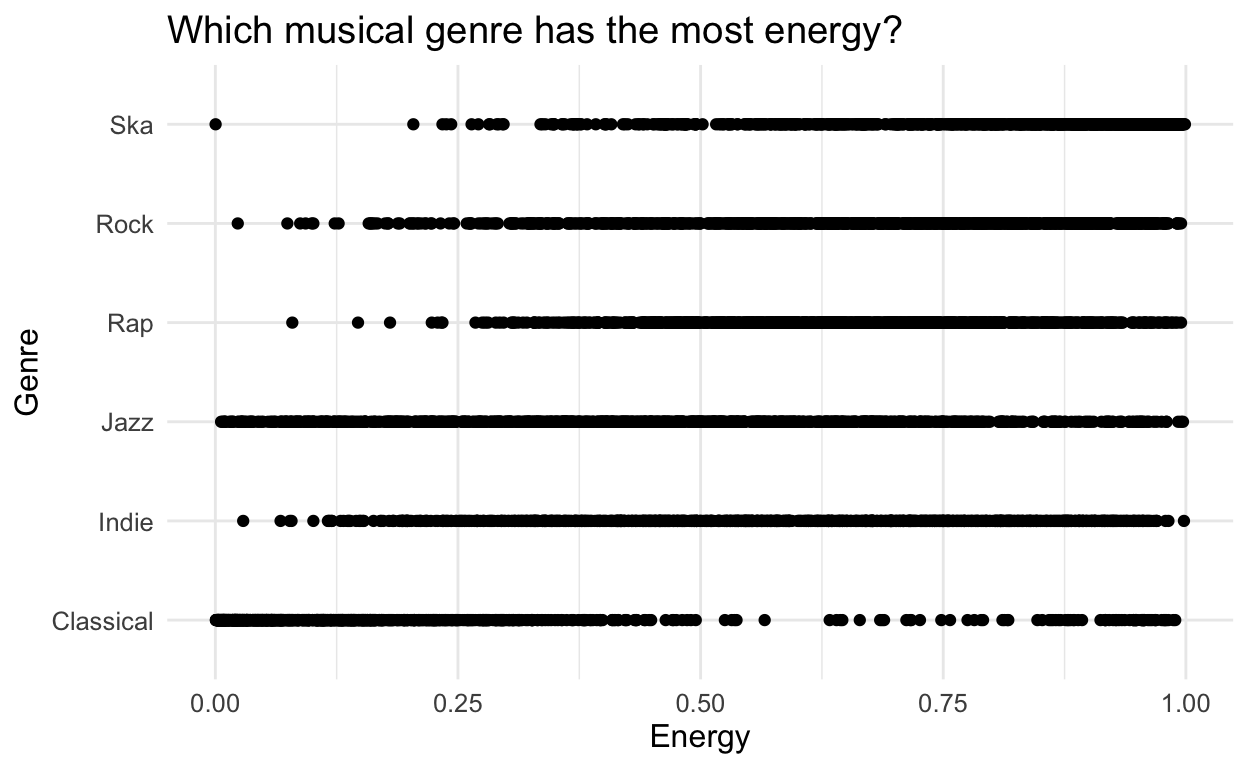 Which musical genre has the most energy?
Genre
Ska
Rock
Rap
Jazz
Indie
Classical
0.00 0.25 0.50 0.75 1.00
Energy